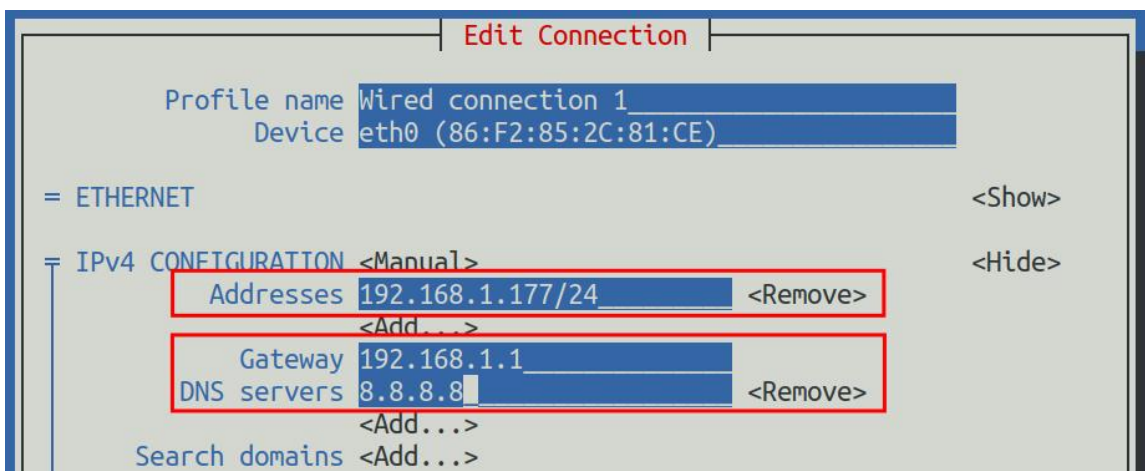 Edit Connection
Profile name Wired connection 1
Device eth0 (86:F2:85:2C:81:CE)
= ETHERNET <Show>
IPv4 CONFIGURATION <Manual> <Hide>
Addresses 192.168.1.177/24 <Remove>
<Add...>
Gateway 192.168.1.1
DNS servers 8.8.8.8 <Remove>
<Add...>
Search domains <Add...>